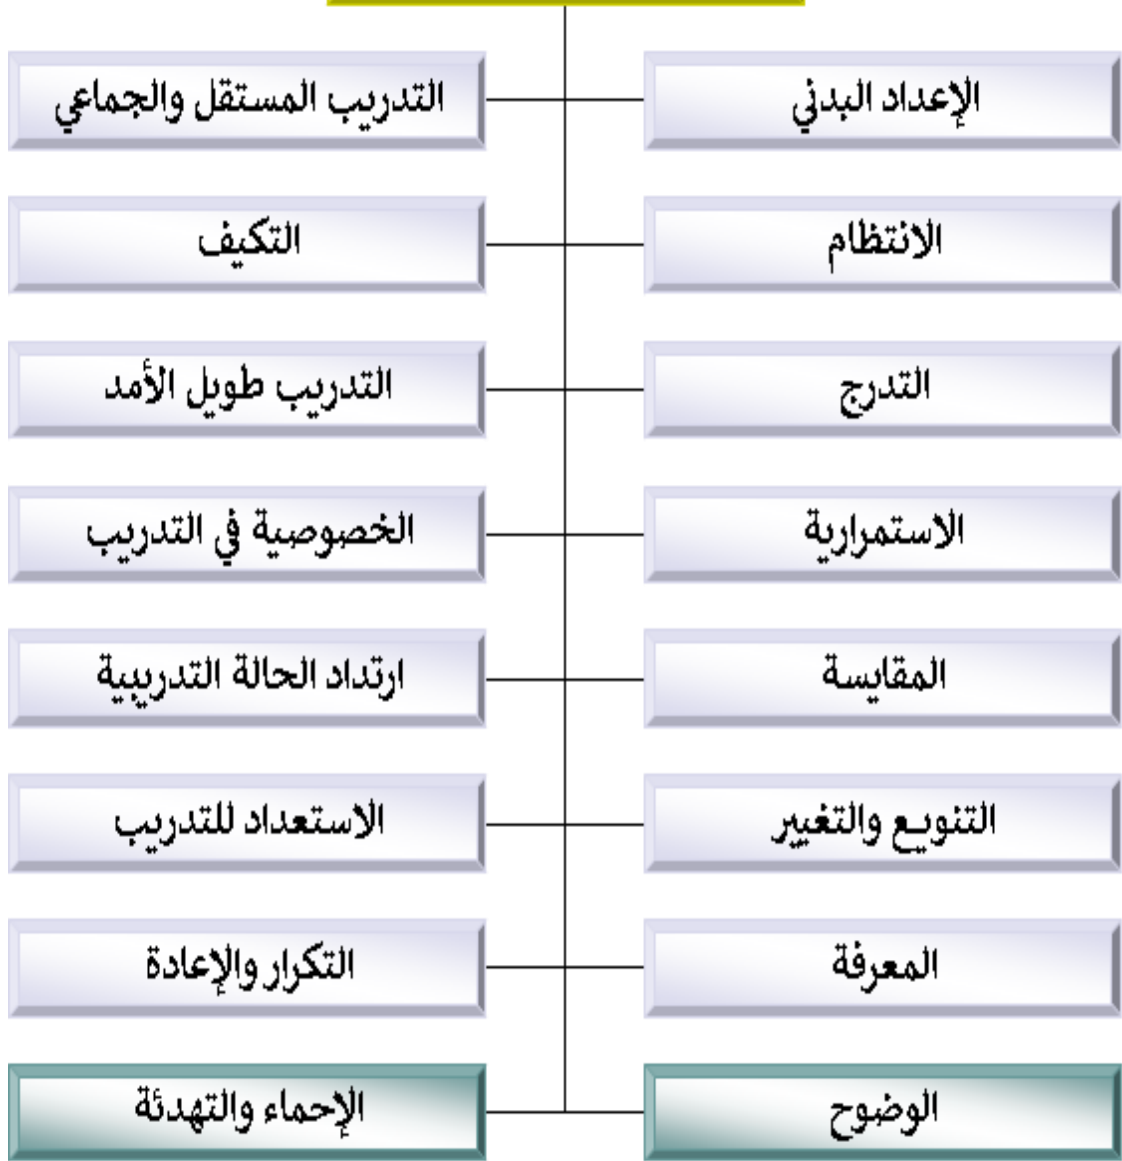 الإعداد البدني
التدريب المستقل والجماعي
الانتظام
التكيف
التدرج
التدريب طويل الأمد
الاستمرارية
الخصوصية في التدريب
المقايسة
ارتداد الحالة التدريبية
التنويع والتغيير
الاستعداد للتدريب
المعرفة
التكرار والإعادة
الوضوح
الإحماء والتهدئة